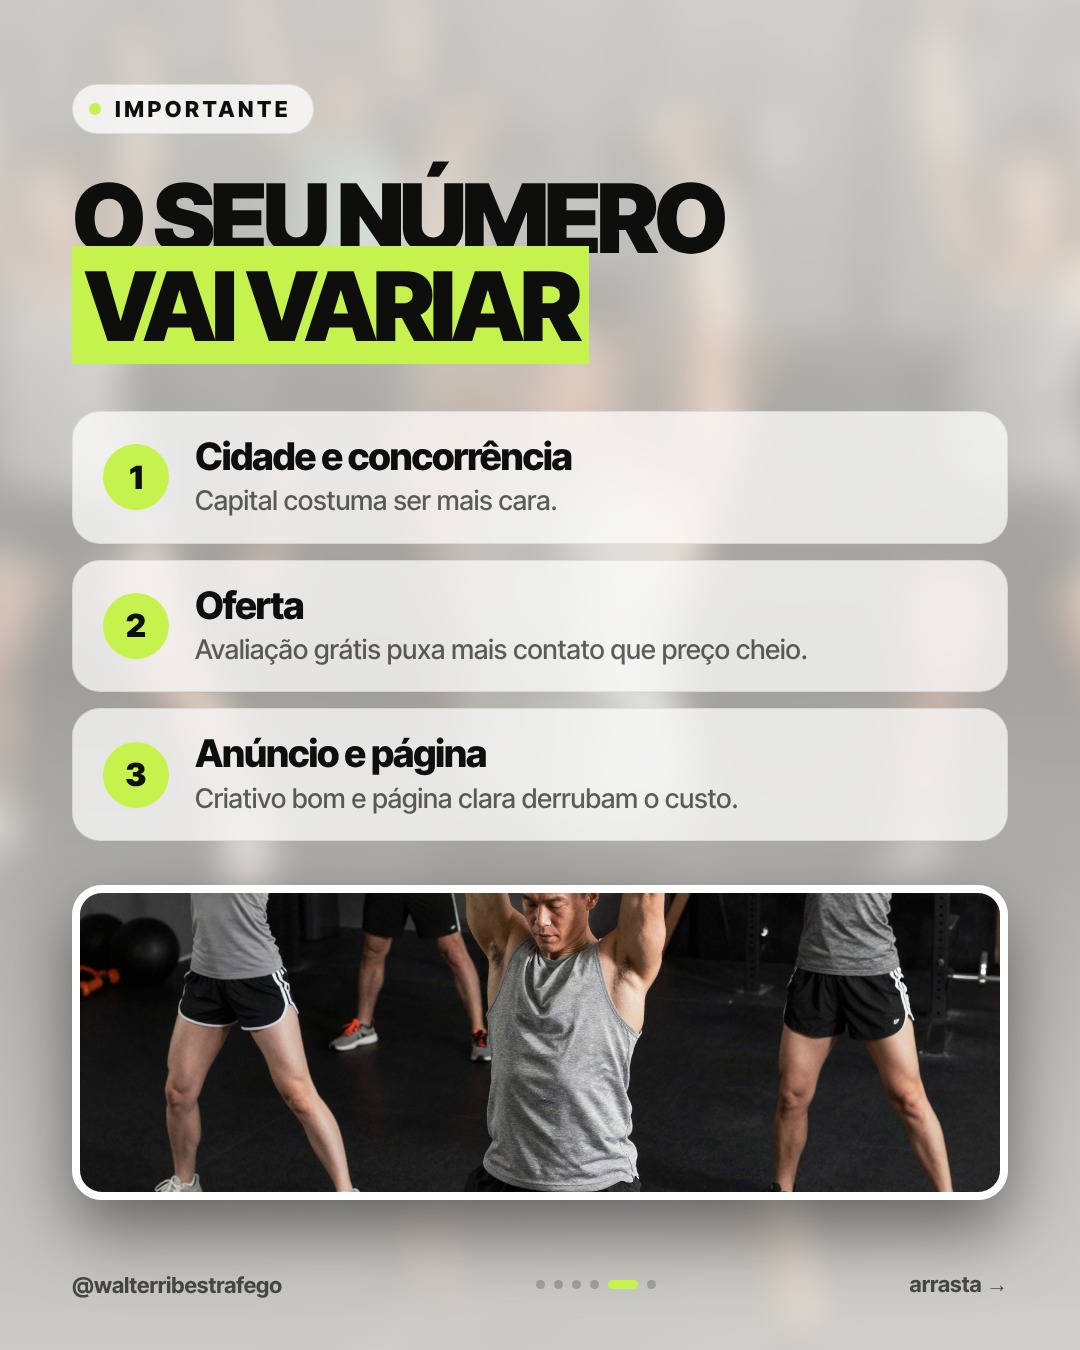 IMPORTANTE
O SEU NÚMERO
VAI VARIAR
1
Cidade e concorrência
Capital costuma ser mais cara.
2
Oferta
Avaliação grátis puxa mais contato que preço cheio.
3
Anúncio e página
Criativo bom e página clara derrubam o custo.
@walterribestrafego
arrasta →